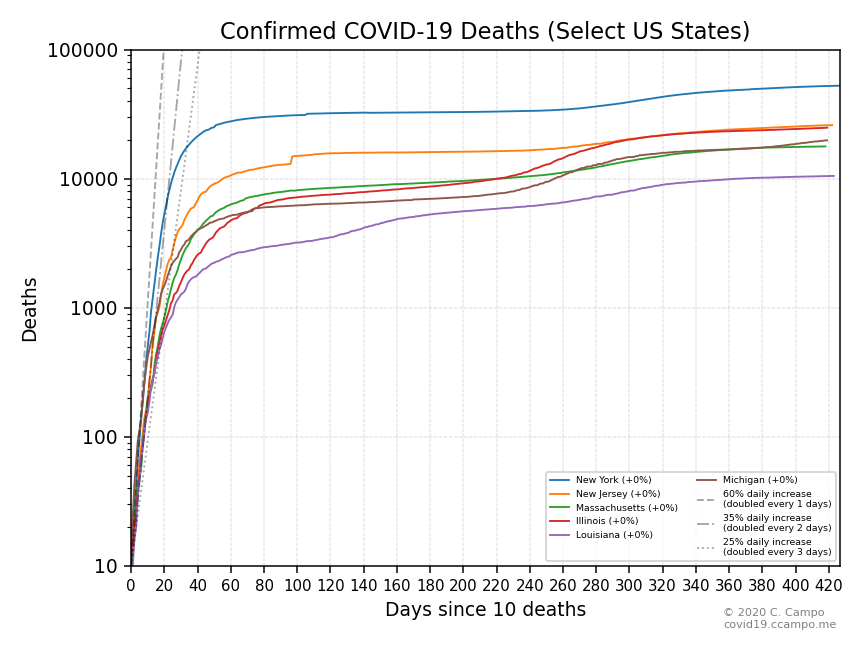 Confirmed COVID-19 Deaths (Select US States)
100000
10000
1000
100
10
Deaths
New York (+0%)
New Jersey (+0%)
Massachusetts (+0%)
Illinois (+0%)
Louisiana (+0%)
Michigan (+0%)
60% daily increase
(doubled every 1 days)
35% daily increase
(doubled every 2 days)
25% daily increase
(doubled every 3 days)
0 20 40 60 80 100 120 140 160 180 200 220 240 260 280 300 320 340 360 380 400 420
Days since 10 deaths
© 2020 C. Campo
covid19.ccampo.me